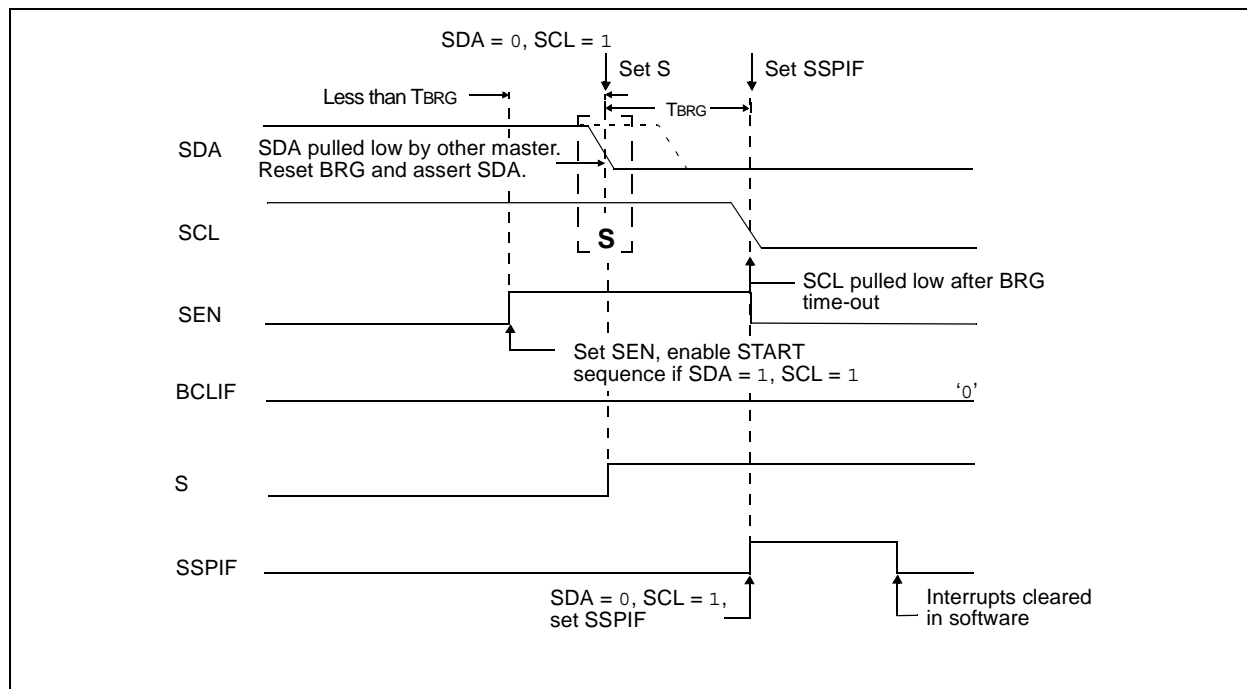 SDA = 0, SCL = 1
Set S
Set SSPIF
Less than TBRG
TBRG
SDA
SDA pulled low by other master.
Reset BRG and assert SDA.
SCL
S
SCL pulled low after BRG
time-out
SEN
Set SEN, enable START
sequence if SDA = 1, SCL = 1
BCLIF
‘0’
S
SSPIF
SDA = 0, SCL = 1,
set SSPIF
Interrupts cleared
in software